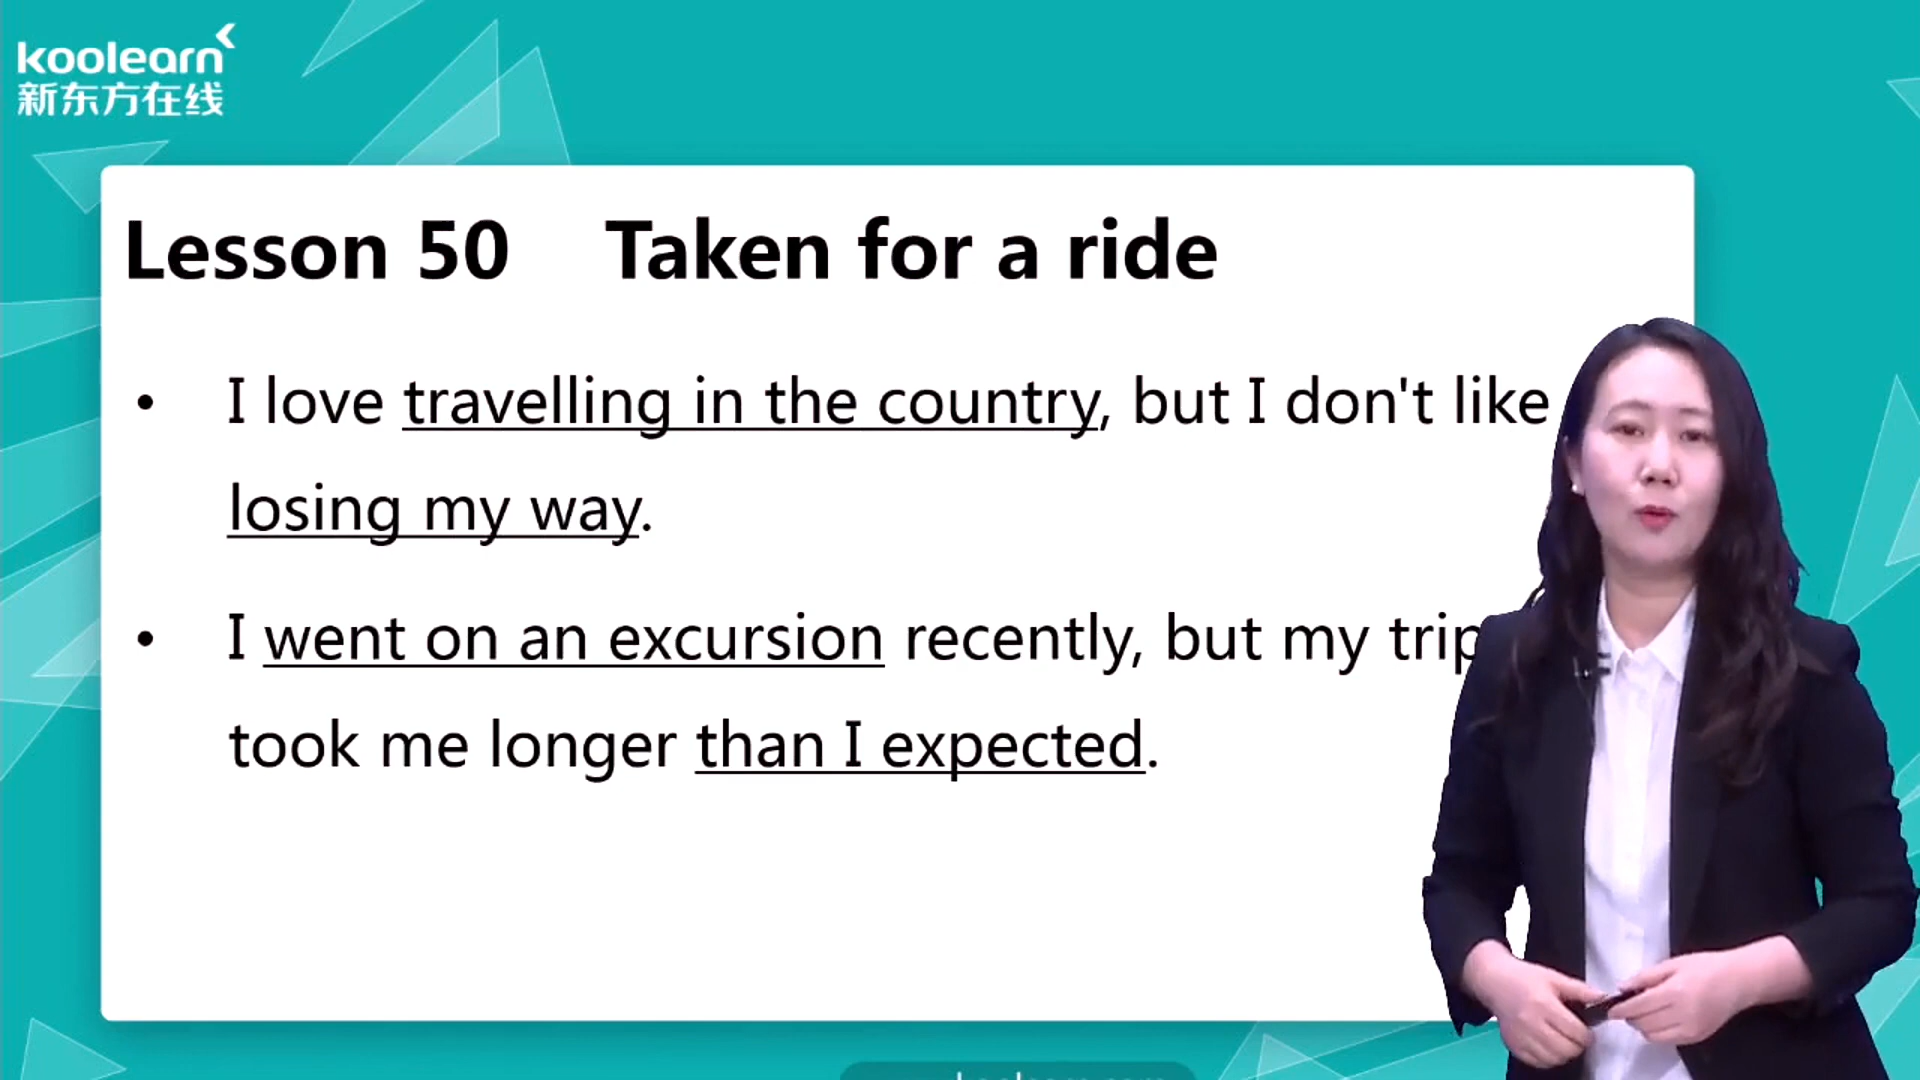 koolearn
新东方在线
Lesson 50 Taken for a ride
• I love travelling in the country, but I don't like
losing my way.
• I went on an excursion recently, but my trip
took me longer than I expected.